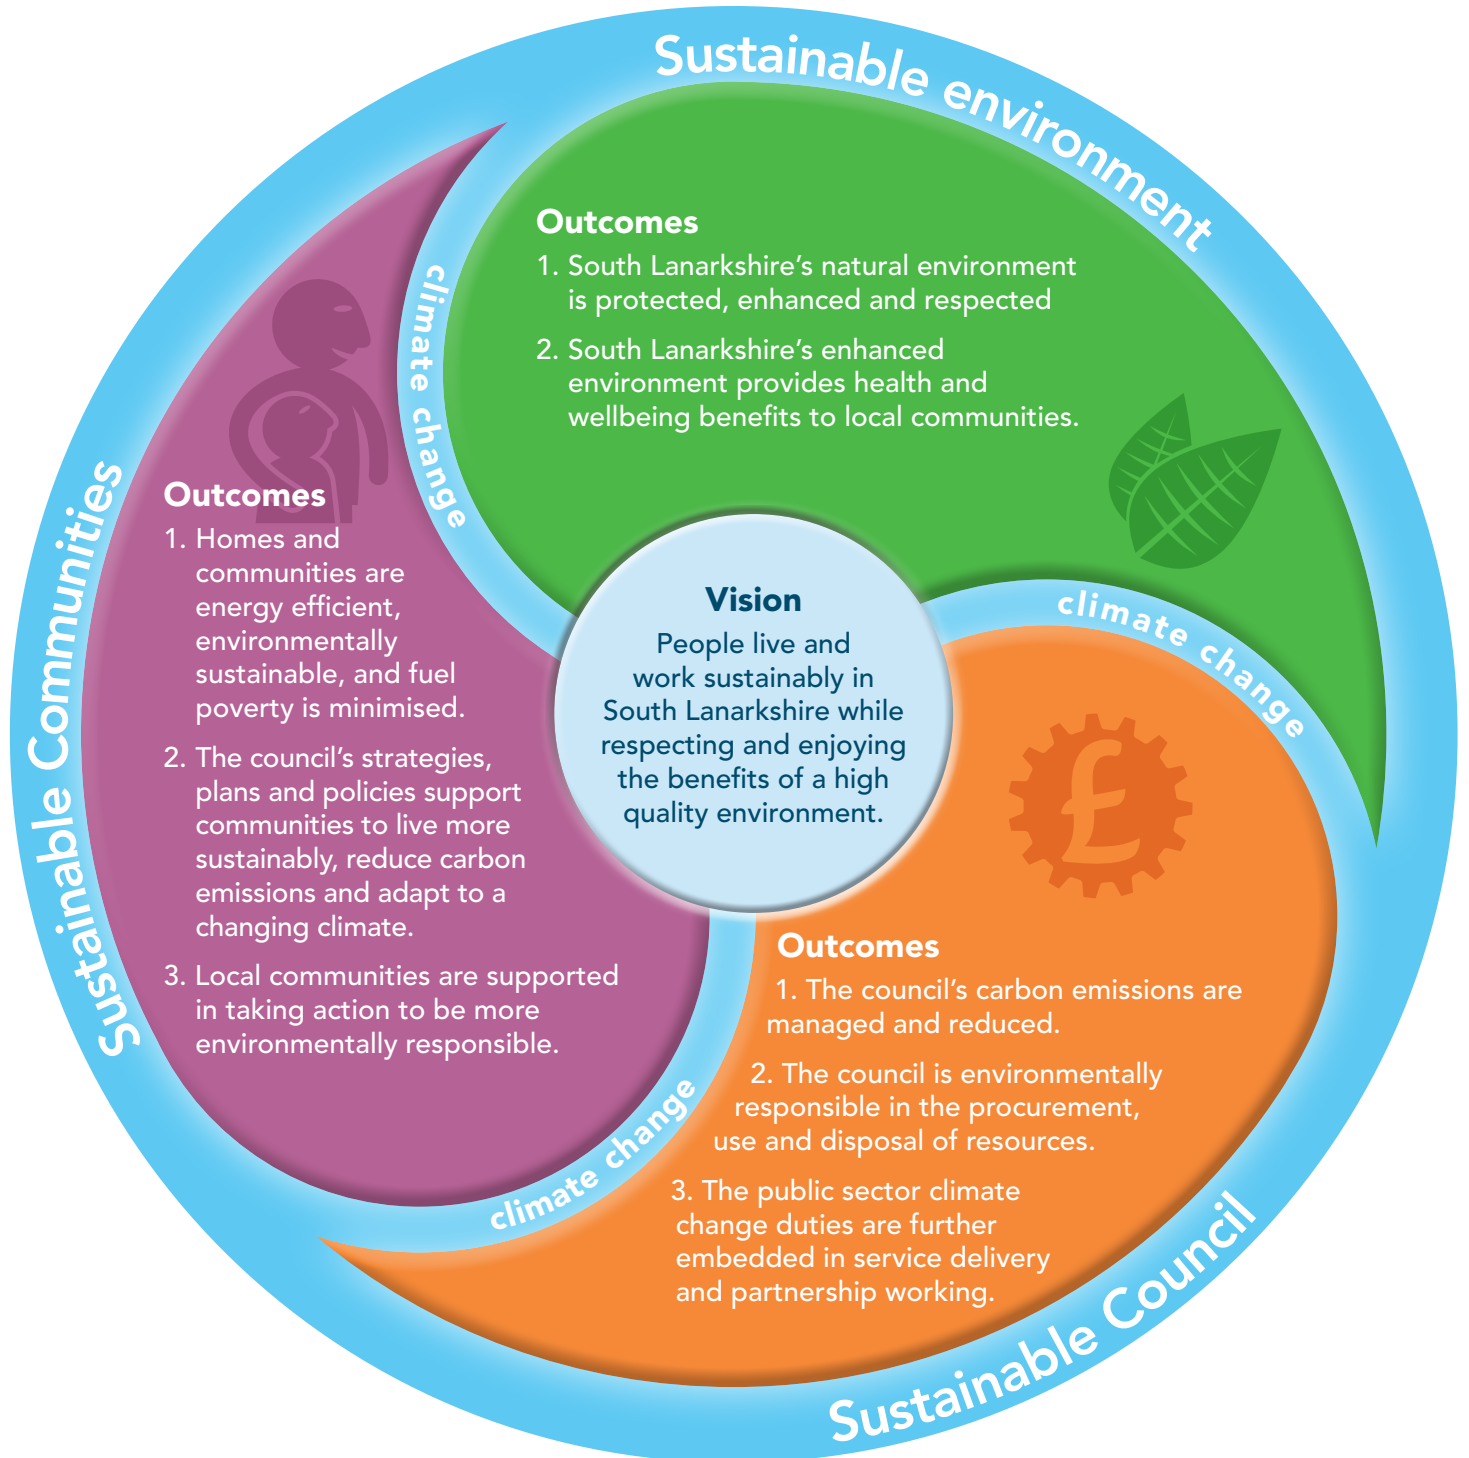 Sustainable environment
Outcomes
1. South Lanarkshire’s natural environment
is protected, enhanced and respected
2. South Lanarkshire’s enhanced
environment provides health and
wellbeing benefits to local communities.
climate change
Sustainable Communities
Outcomes
1. Homes and
communities are
energy efficient,
environmentally
sustainable, and fuel
poverty is minimised.
2. The council’s strategies,
plans and policies support
communities to live more
sustainably, reduce carbon
emissions and adapt to a
changing climate.
3. Local communities are supported
in taking action to be more
environmentally responsible.
Vision
People live and
work sustainably in
South Lanarkshire while
respecting and enjoying
the benefits of a high
quality environment.
climate change
£
Outcomes
1. The council’s carbon emissions are
managed and reduced.
2. The council is environmentally
responsible in the procurement,
use and disposal of resources.
3. The public sector climate
change duties are further
embedded in service delivery
and partnership working.
climate change
Sustainable Council